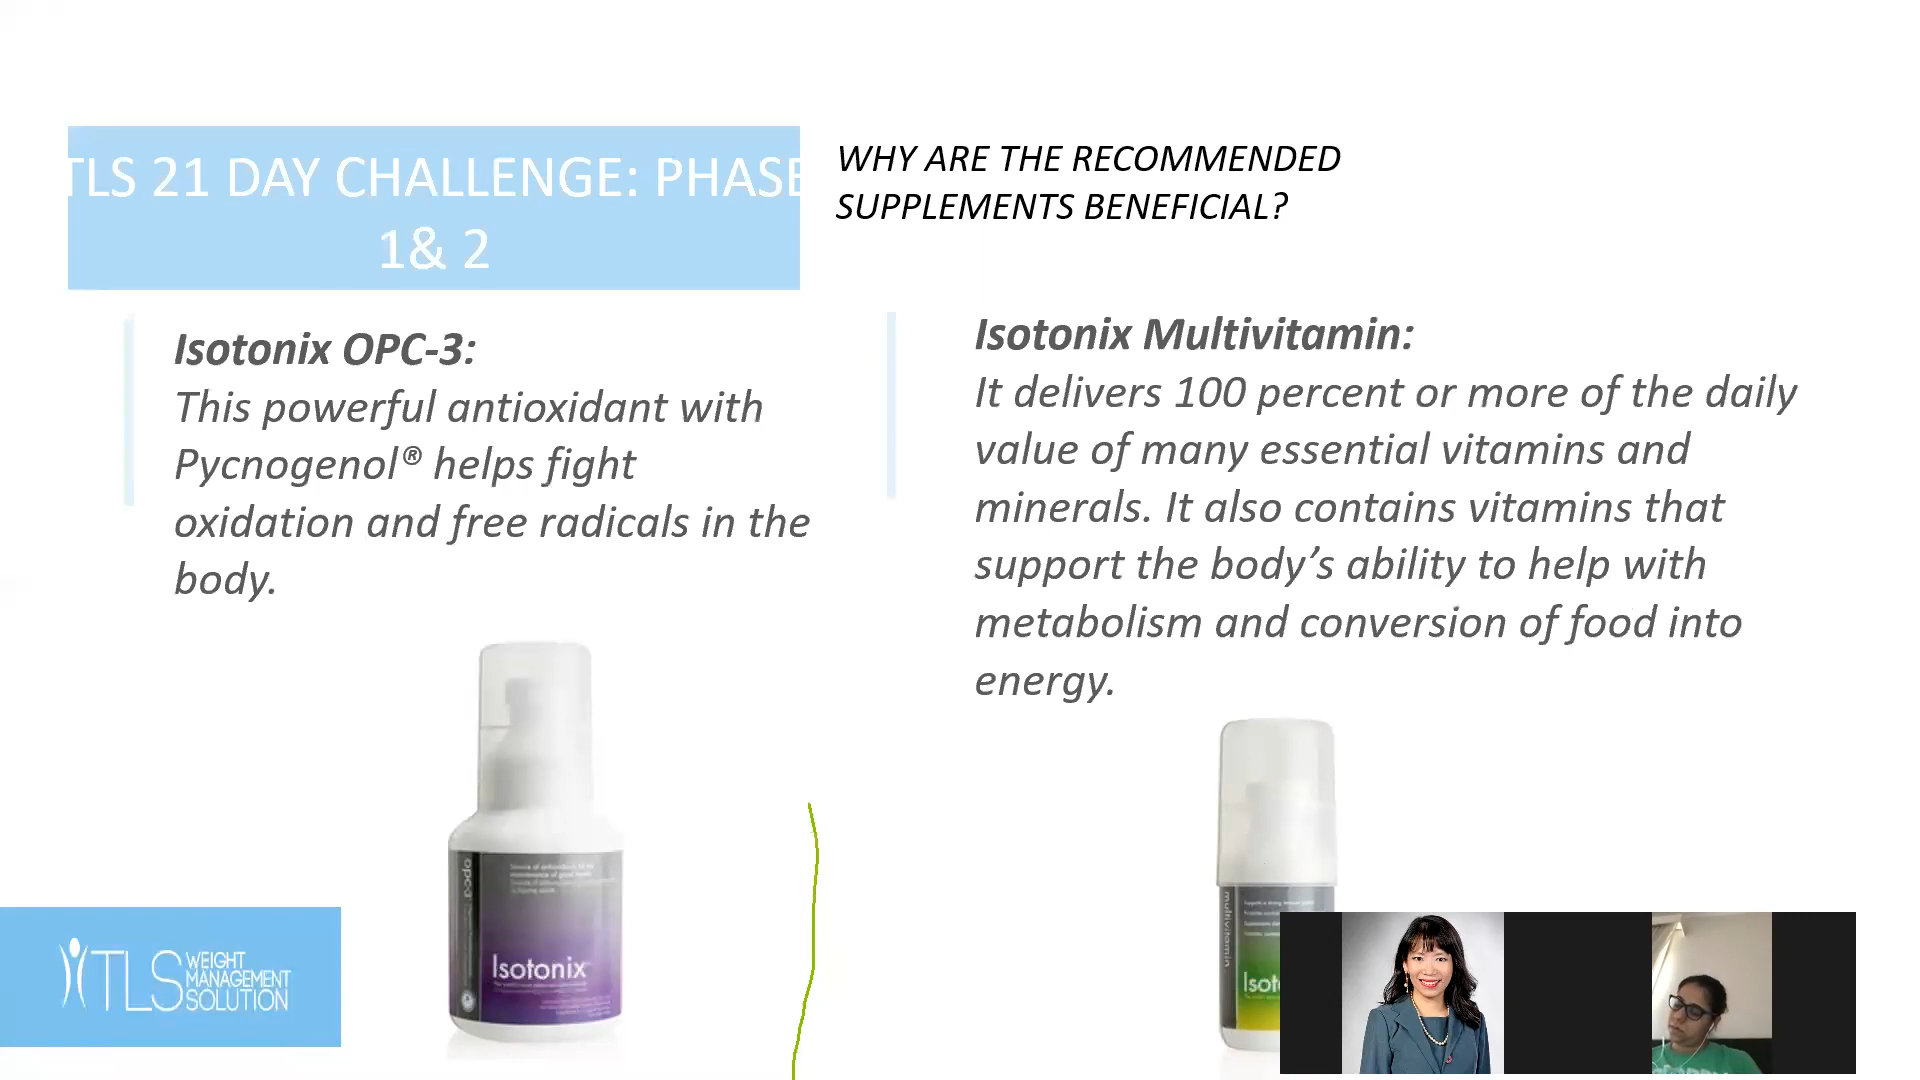 TLS 21 DAY CHALLENGE: PHASE
1& 2
WHY ARE THE RECOMMENDED
SUPPLEMENTS BENEFICIAL?
Isotonix OPC-3:
This powerful antioxidant with
Pycnogenol® helps fight
oxidation and free radicals in the
body.
Isotonix Multivitamin:
It delivers 100 percent or more of the daily
value of many essential vitamins and
minerals. It also contains vitamins that
support the body’s ability to help with
metabolism and conversion of food into
energy.
opc-3
Isotonix
multivitamin
Isot
TLS WEIGHT
MANAGEMENT
SOLUTION